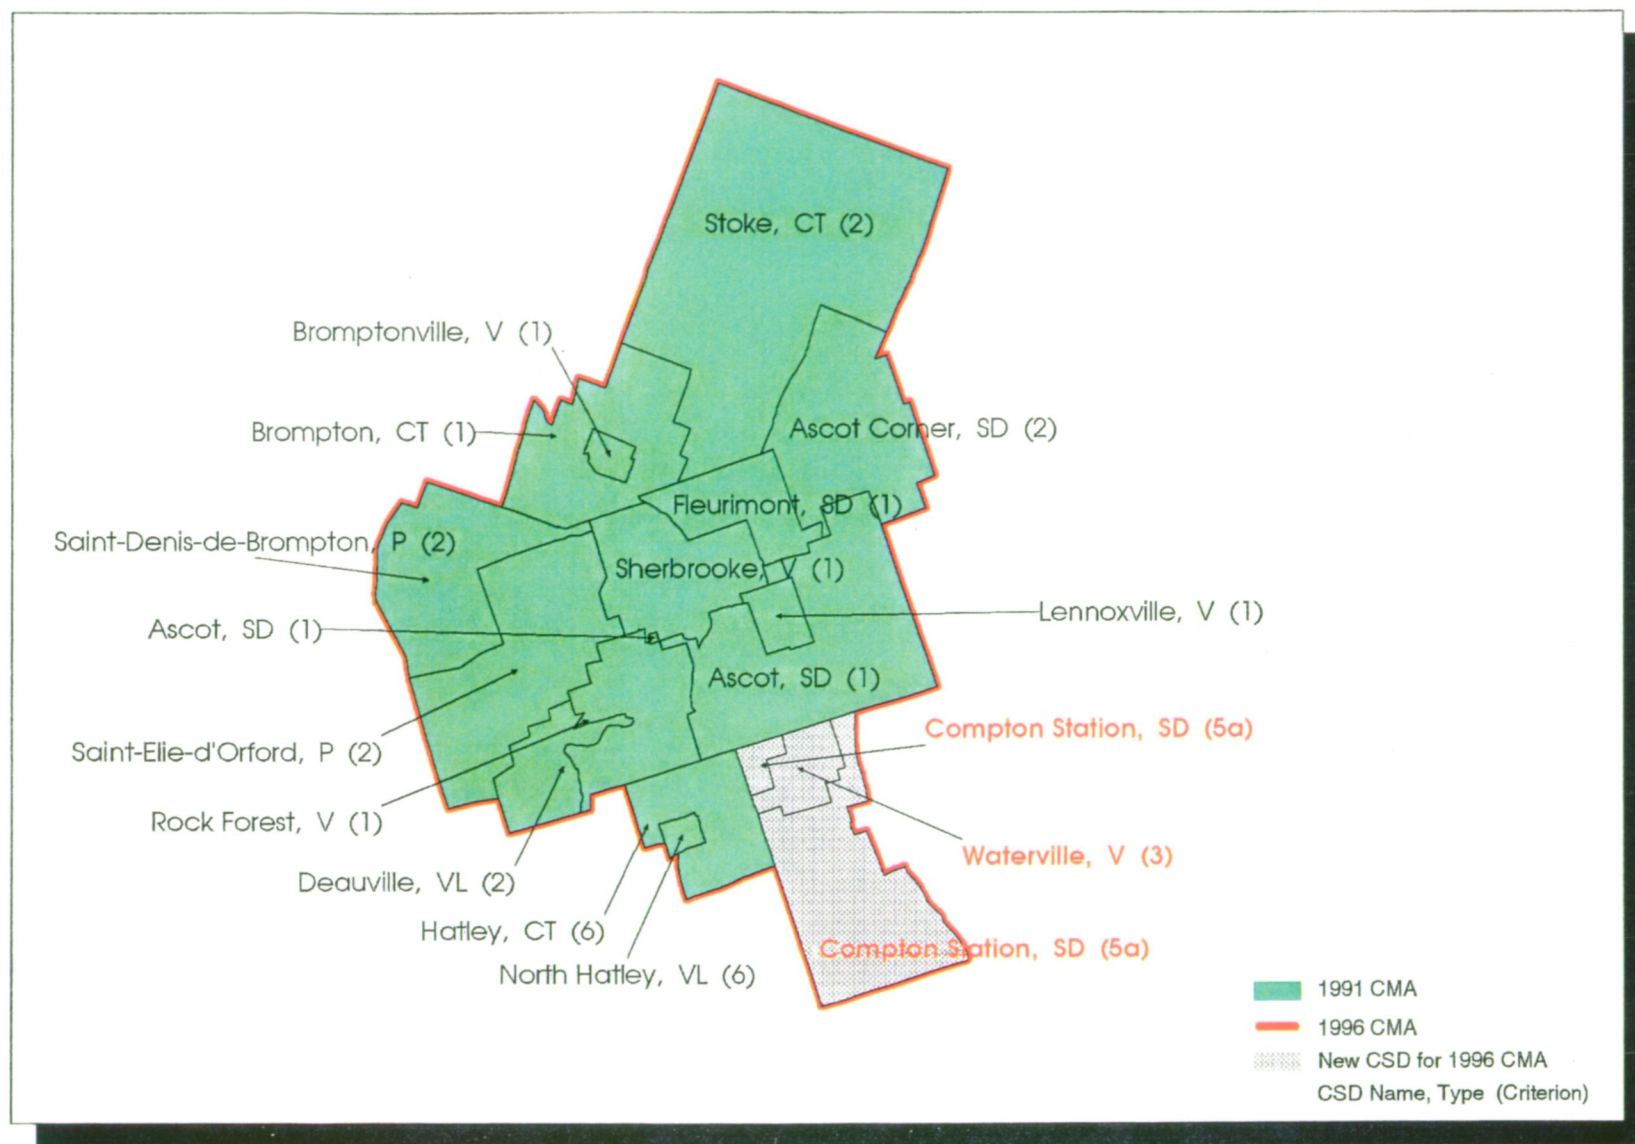 Stoke, CT (2)
Bromptonville, V (1)
Brompton, CT (1)
Ascot Corner, SD (2)
Fleurimont, SD (1)
Saint-Denis-de-Brompton, P (2)
Sherbrooke, V (1)
Lennoxville, V (1)
Ascot, SD (1)
Ascot, SD (1)
Compton Station, SD (5a)
Saint-Elie-d'Orford, P (2)
Rock Forest, V (1)
Waterville, V (3)
Deauville, VL (2)
Hatley, CT (6)
Compton Station, SD (5a)
North Hatley, VL (6)
1991 CMA
1996 CMA
New CSD for 1996 CMA
CSD Name, Type (Criterion)